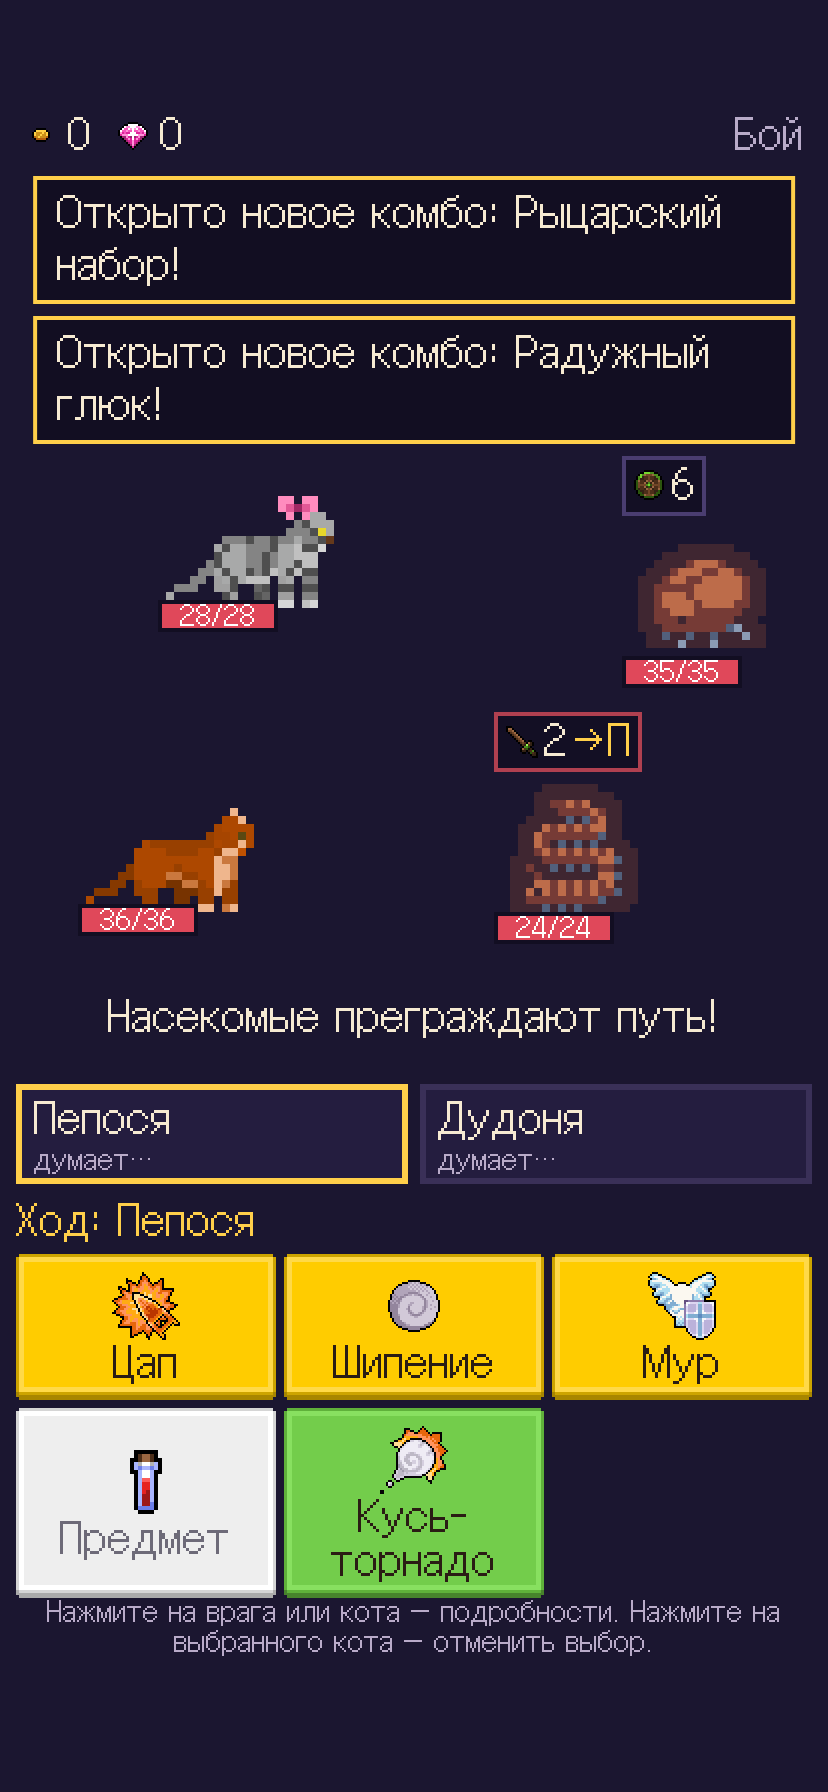 0 0 Бой
Открыто новое комбо: Рыцарский
набор!
Открыто новое комбо: Радужный
глюк!
6
28/28
35/35
2→П
36/36
24/24
Насекомые преграждают путь!
Пепося
думает...
Дудоня
думает...
Ход: Пепося
Цап
Шипение
Мур
Предмет
Кусь-
торнадо
Нажмите на врага или кота — подробности. Нажмите на
выбранного кота — отменить выбор.